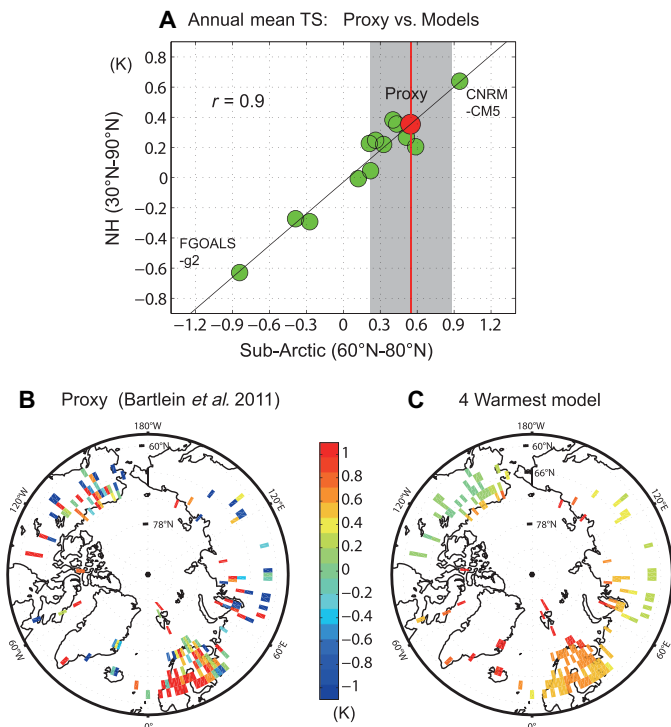 A Annual mean TS: Proxy vs. Models
(K)
NH (30°N-90°N)
0.8
0.6
0.4
0.2
0
−0.2
−0.4
−0.6
−0.8
r = 0.9
Proxy
CNRM
-CM5
FGOALS
-g2
−1.2 −0.9 −0.6 −0.3 0 0.3 0.6 0.9 1.2
Sub-Arctic (60°N-80°N)
B Proxy (Bartlein et al. 2011)
180°W
60°N
78°N
120°W
120°E
60°W
60°E
0°
1
0.8
0.6
0.4
0.2
0
−0.2
−0.4
−0.6
−0.8
−1
(K)
C 4 Warmest model
180°W
60°N
66°N
78°N
120°W
120°E
60°W
60°E
0°